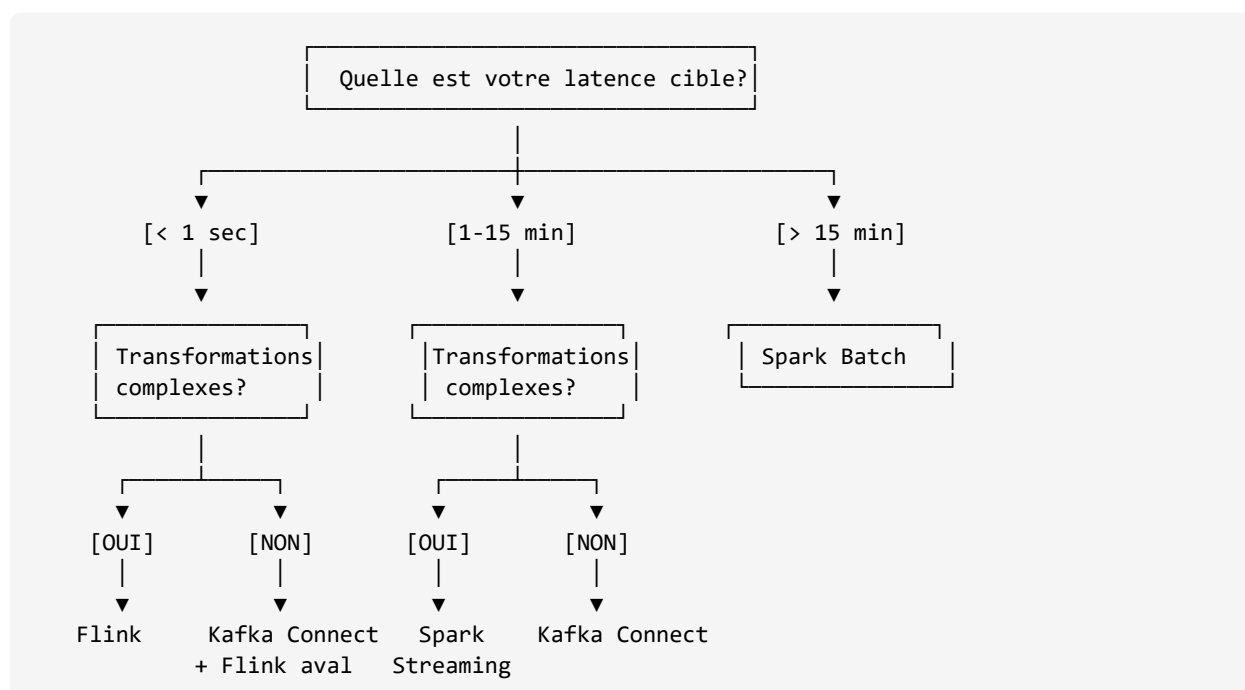 Quelle est votre latence cible?
[< 1 sec] [1-15 min] [> 15 min]
Transformations Transformations Spark Batch
complexes? complexes?
[OUI] [NON] [OUI] [NON]
Flink Kafka Connect Spark Kafka Connect
+ Flink aval Streaming